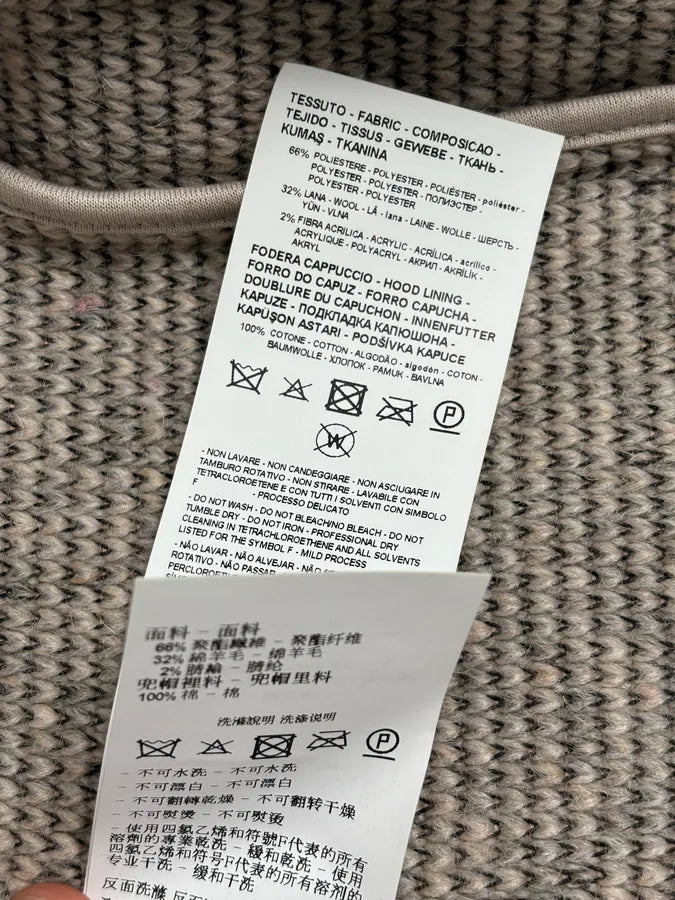 TESSUTO - FABRIC - COMPOSICAO -
TEJIDO - TISSUS - GEWEBE - ТКАНЬ -
KUMAŞ - TKANINA
66% POLIESTERE - POLYESTER - POLIÉSTER - poliéster -
POLYESTER - POLYESTER - ПОЛИЭСТЕР -
POLYESTER - POLYESTER
32% LANA - WOOL - LÃ - lana - LAINE - WOLLE - ШЕРСТЬ -
YÜN - VLNA
2% FIBRA ACRILICA - ACRYLIC - ACRÍLICA - acrílico -
ACRYLIQUE - POLYACRYL - АКРИЛ - AKRİLİK -
AKRYL
FODERA CAPPUCCIO - HOOD LINING -
FORRO DO CAPUZ - FORRO CAPUCHA -
DOUBLURE DU CAPUCHON - INNENFUTTER
KAPUZE - ПОДКЛАДКА КАПЮШОНА -
KAPÜŞON ASTARI - PODŠÍVKA KAPUCE
100% COTONE - COTTON - ALGODÃO - algodón - COTON -
BAUMWOLLE - ХЛОПОК - PAMUK - BAVLNA
P
W
- NON LAVARE - NON CANDEGGIARE - NON ASCIUGARE IN
TAMBURO ROTATIVO - NON STIRARE - LAVABILE CON
TETRACLOROETENE E CON TUTTI I SOLVENTI CON SIMBOLO
F - PROCESSO DELICATO
- DO NOT WASH - DO NOT BLEACH/NO BLEACH - DO NOT
TUMBLE DRY - DO NOT IRON - PROFESSIONAL DRY
CLEANING IN TETRACHLOROETHENE AND ALL SOLVENTS
LISTED FOR THE SYMBOL F - MILD PROCESS
- NÃO LAVAR - NÃO ALVEJAR - NÃO
ROTATIVO - NÃO PASSAR
PERCLOROETI
面料 - 面料
66% 聚酯纖維 - 聚酯纤维
32% 綿羊毛 - 绵羊毛
2% 腈綸 - 腈纶
兜帽裡料 - 兜帽里料
100% 棉 - 棉
洗滌說明 洗涤说明
P
- 不可水洗 - 不可水洗
- 不可漂白 - 不可漂白
- 不可翻轉乾燥 - 不可翻转干燥
- 不可熨燙 - 不可熨烫
- 使用四氯乙烯和符號F代表的所有
溶劑的專業乾洗 - 緩和乾洗 - 使用
四氯乙烯和符号F代表的所有溶剂的
专业干洗 - 缓和干洗
反面洗滌 反面洗